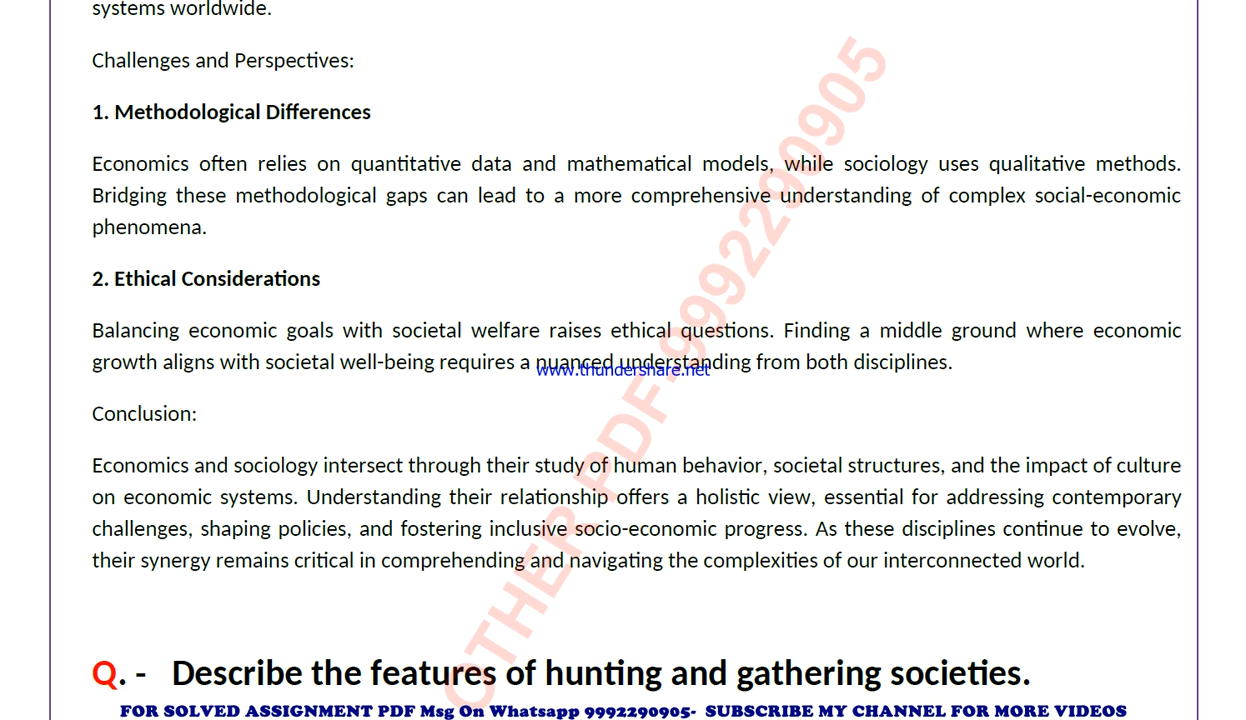 systems worldwide.
Challenges and Perspectives:
1. Methodological Differences
Economics often relies on quantitative data and mathematical models, while sociology uses qualitative methods.
Bridging these methodological gaps can lead to a more comprehensive understanding of complex social-economic
phenomena.
2. Ethical Considerations
Balancing economic goals with societal welfare raises ethical questions. Finding a middle ground where economic
growth aligns with societal well-being requires a nuanced understanding from both disciplines.
www.thundershare.net
Conclusion:
Economics and sociology intersect through their study of human behavior, societal structures, and the impact of culture
on economic systems. Understanding their relationship offers a holistic view, essential for addressing contemporary
challenges, shaping policies, and fostering inclusive socio-economic progress. As these disciplines continue to evolve,
their synergy remains critical in comprehending and navigating the complexities of our interconnected world.
OTHER PDF-9992290905
Q. - Describe the features of hunting and gathering societies.
FOR SOLVED ASSIGNMENT PDF Msg On Whatsapp 9992290905- SUBSCRIBE MY CHANNEL FOR MORE VIDEOS